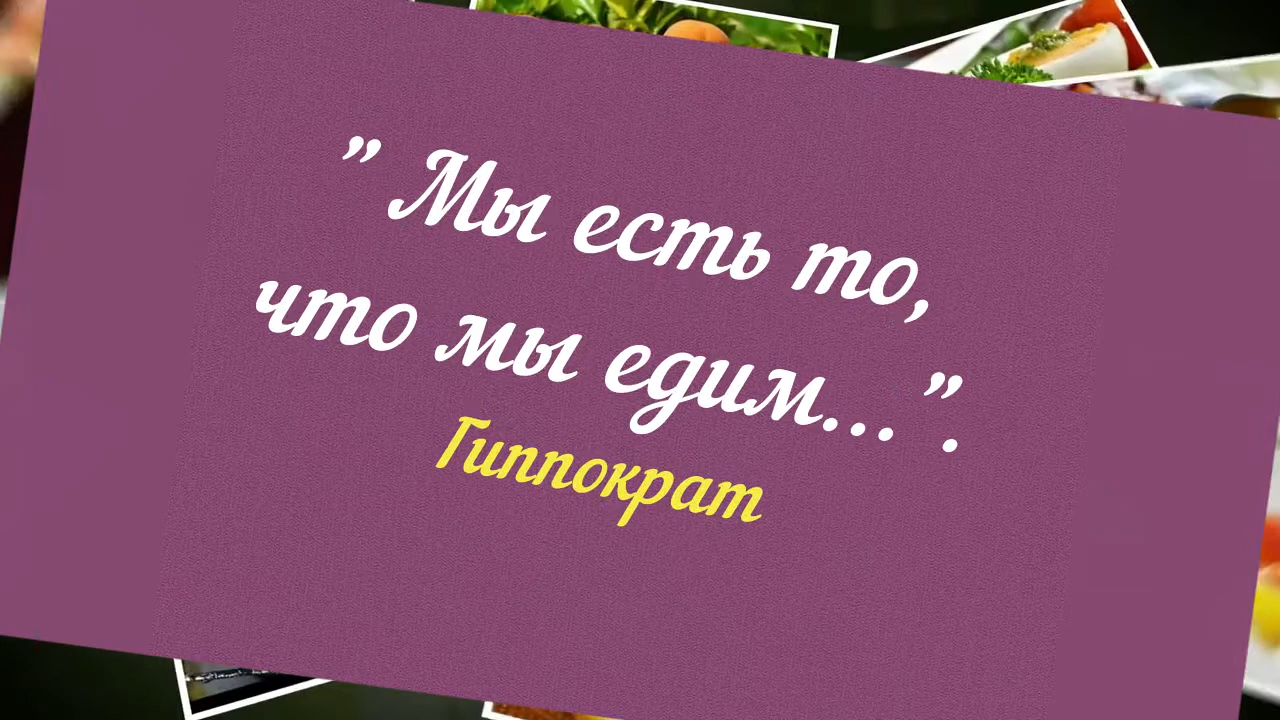 ” Мы есть то,
что мы едим... ”.
Гиппократ